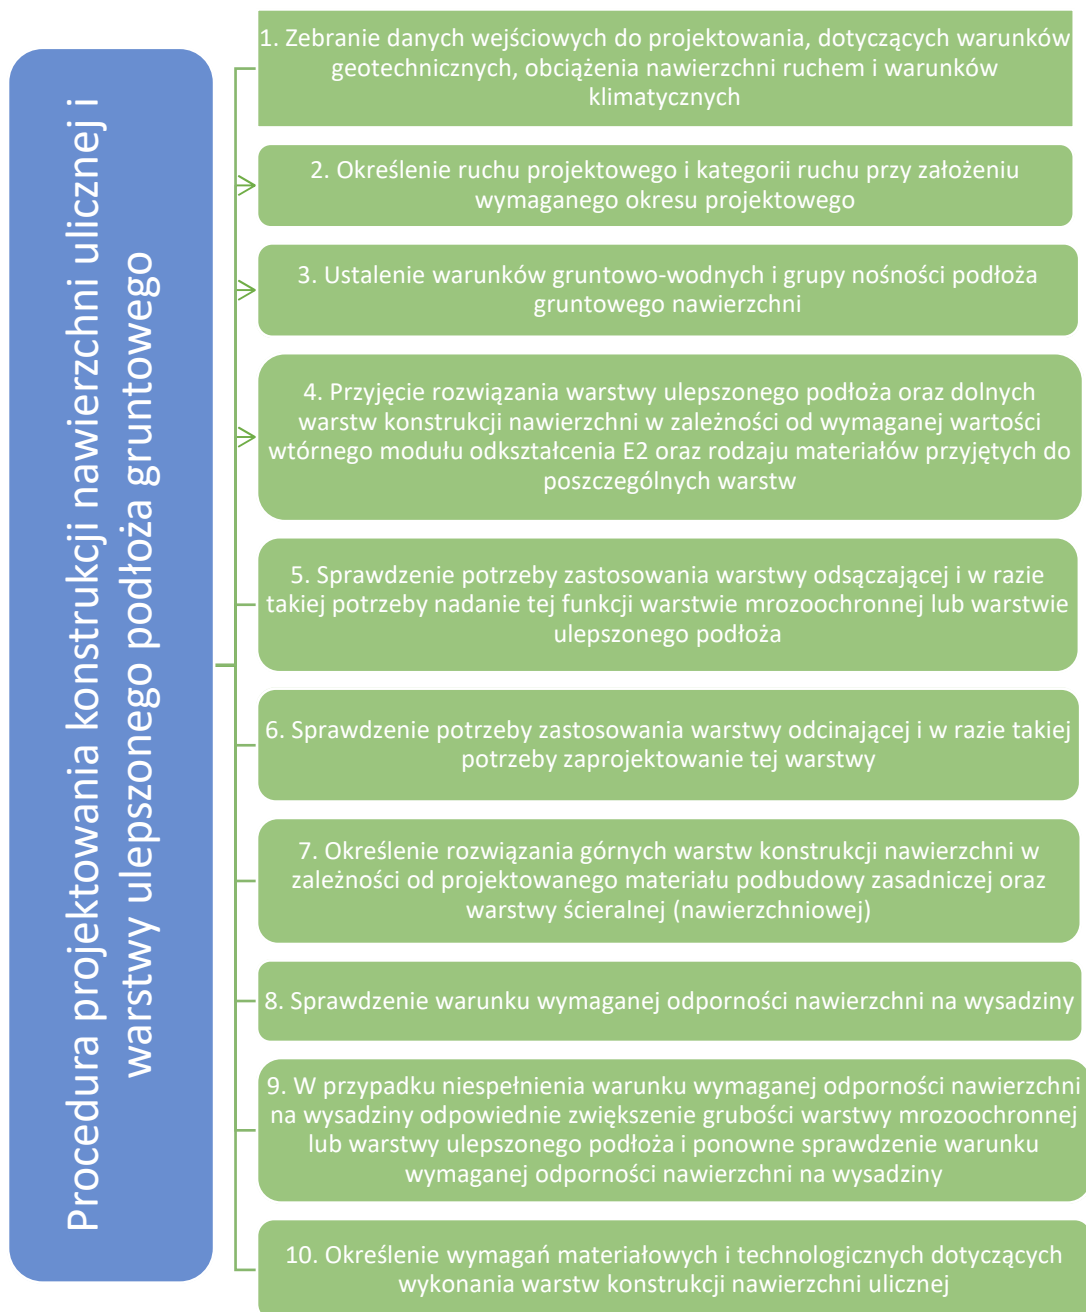 Procedura projektowania konstrukcji nawierzchni ulicznej i
warstwy ulepszonego podłoża gruntowego
1. Zebranie danych wejściowych do projektowania, dotyczących warunków
geotechnicznych, obciążenia nawierzchni ruchem i warunków
klimatycznych
2. Określenie ruchu projektowego i kategorii ruchu przy założeniu
wymaganego okresu projektowego
3. Ustalenie warunków gruntowo-wodnych i grupy nośności podłoża
gruntowego nawierzchni
4. Przyjęcie rozwiązania warstwy ulepszonego podłoża oraz dolnych
warstw konstrukcji nawierzchni w zależności od wymaganej wartości
wtórnego modułu odkształcenia E2 oraz rodzaju materiałów przyjętych do
poszczególnych warstw
5. Sprawdzenie potrzeby zastosowania warstwy odsączającej i w razie
takiej potrzeby nadanie tej funkcji warstwie mrozoochronnej lub warstwie
ulepszonego podłoża
6. Sprawdzenie potrzeby zastosowania warstwy odcinającej i w razie takiej
potrzeby zaprojektowanie tej warstwy
7. Określenie rozwiązania górnych warstw konstrukcji nawierzchni w
zależności od projektowanego materiału podbudowy zasadniczej oraz
warstwy ścieralnej (nawierzchniowej)
8. Sprawdzenie warunku wymaganej odporności nawierzchni na wysadziny
9. W przypadku niespełnienia warunku wymaganej odporności nawierzchni
na wysadziny odpowiednie zwiększenie grubości warstwy mrozoochronnej
lub warstwy ulepszonego podłoża i ponowne sprawdzenie warunku
wymaganej odporności nawierzchni na wysadziny
10. Określenie wymagań materiałowych i technologicznych dotyczących
wykonania warstw konstrukcji nawierzchni ulicznej